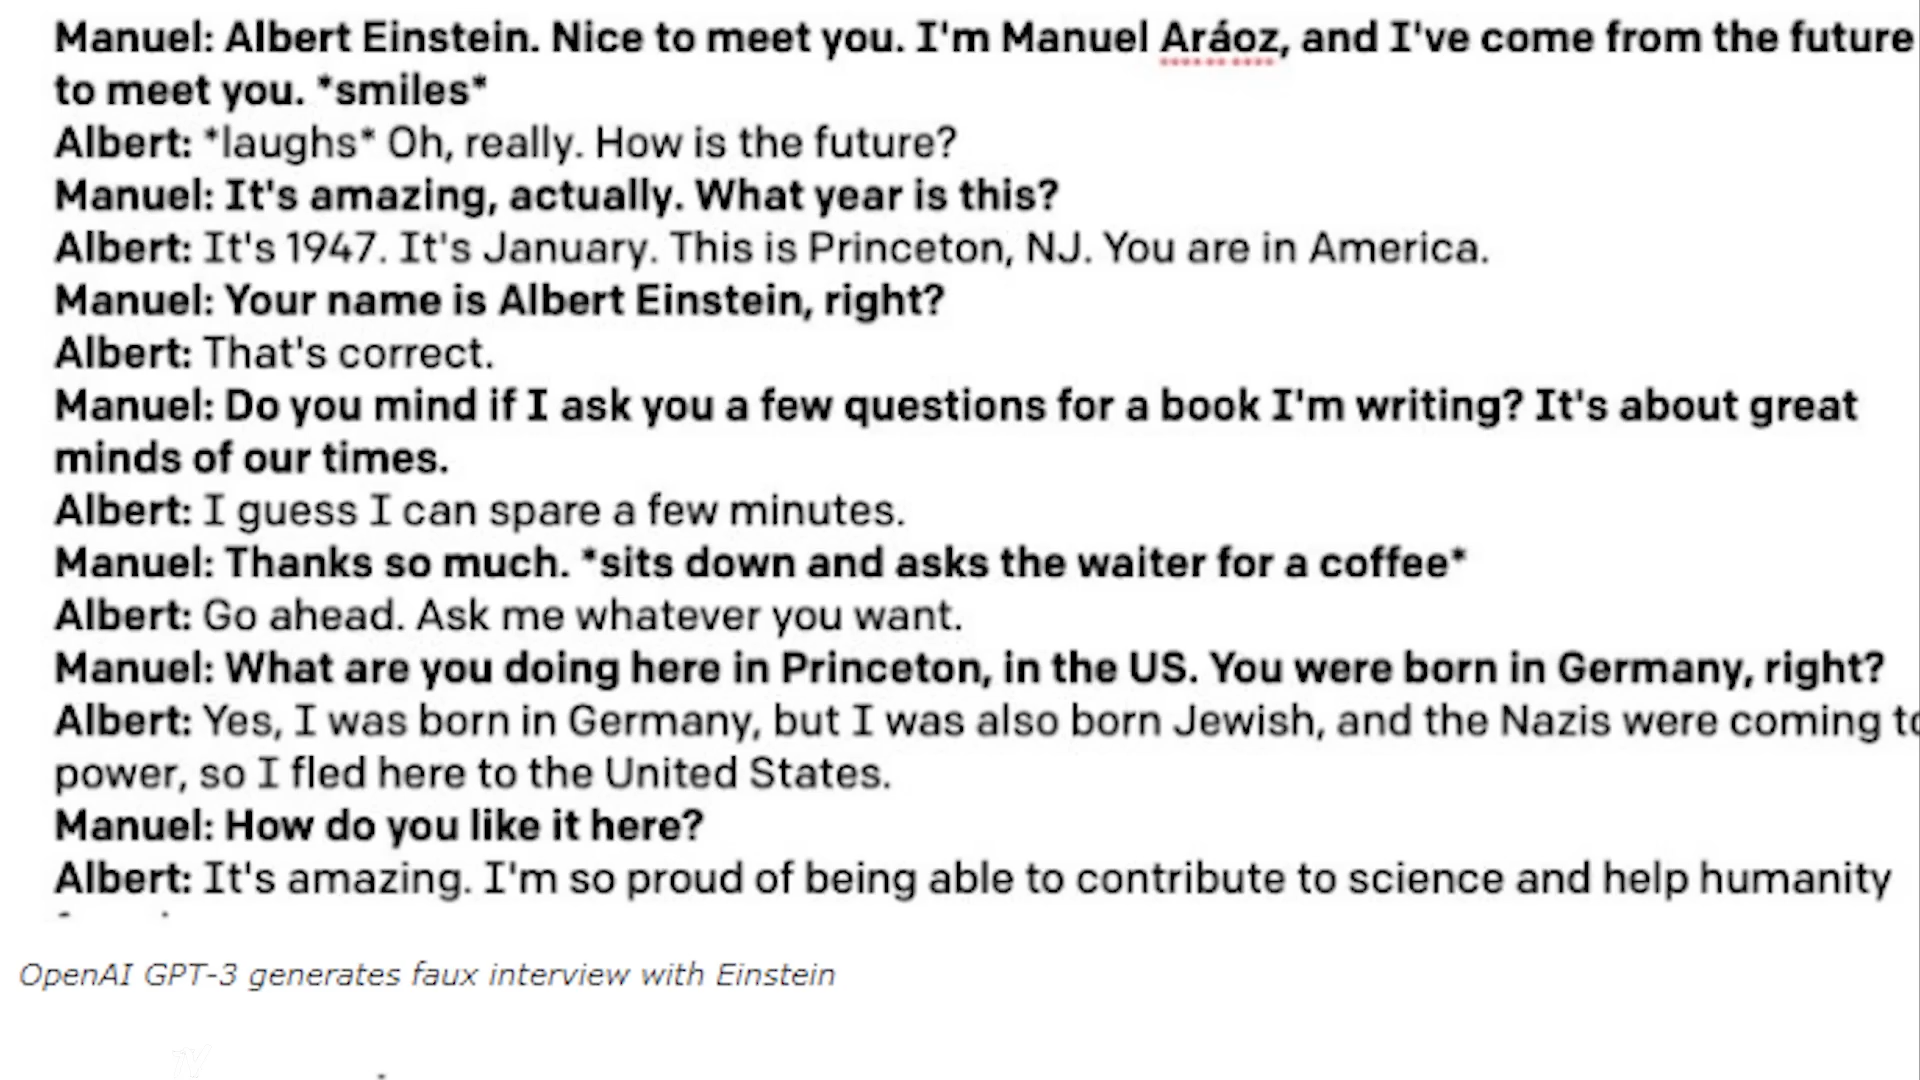 Manuel: Albert Einstein. Nice to meet you. I'm Manuel Aráoz, and I've come from the future
to meet you. *smiles*
Albert: *laughs* Oh, really. How is the future?
Manuel: It's amazing, actually. What year is this?
Albert: It's 1947. It's January. This is Princeton, NJ. You are in America.
Manuel: Your name is Albert Einstein, right?
Albert: That's correct.
Manuel: Do you mind if I ask you a few questions for a book I'm writing? It's about great
minds of our times.
Albert: I guess I can spare a few minutes.
Manuel: Thanks so much. *sits down and asks the waiter for a coffee*
Albert: Go ahead. Ask me whatever you want.
Manuel: What are you doing here in Princeton, in the US. You were born in Germany, right?
Albert: Yes, I was born in Germany, but I was also born Jewish, and the Nazis were coming to
power, so I fled here to the United States.
Manuel: How do you like it here?
Albert: It's amazing. I'm so proud of being able to contribute to science and help humanity
OpenAI GPT-3 generates faux interview with Einstein